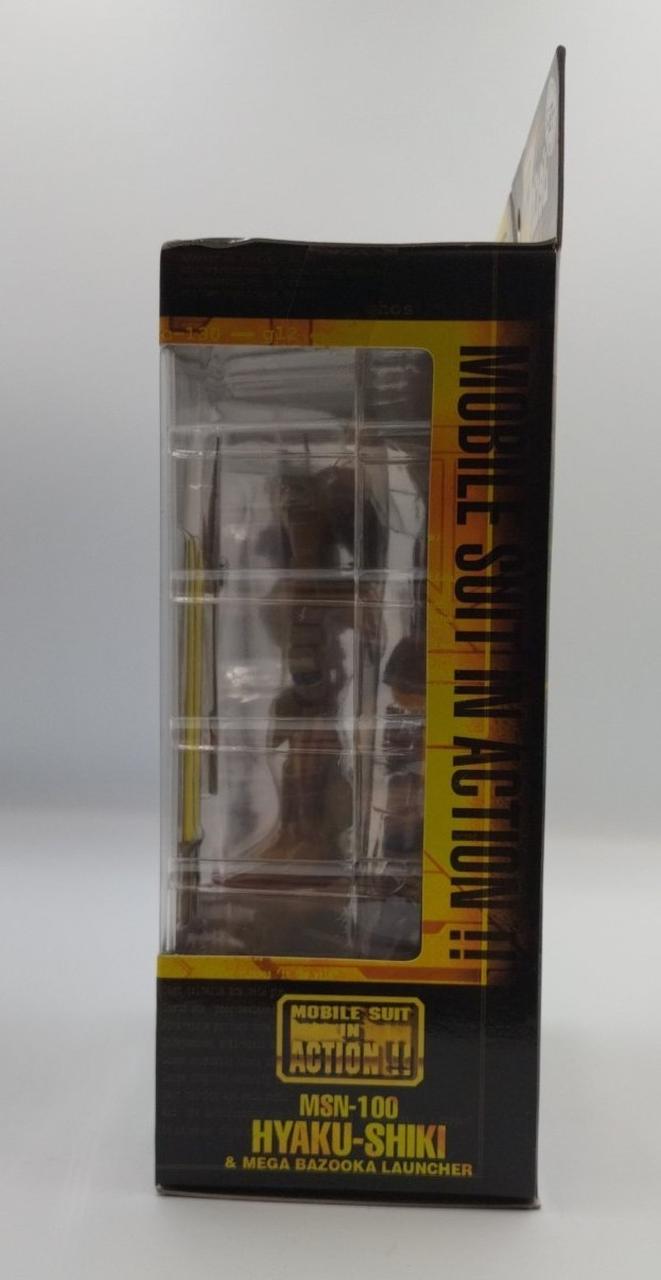 MOBILE SUIT IN ACTION !!
MOBILE SUIT
IN
ACTION !!
MSN-100
HYAKU-SHIKI
& MEGA BAZOOKA LAUNCHER